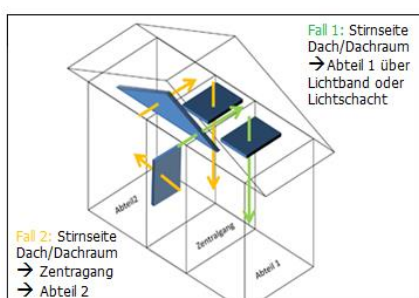 Fall 1: Stirnseite
Dach/Dachraum
→ Abteil 1 über
Lichtband oder
Lichtschacht
Abteil2
Zentralgang
Abteil 1
Fall 2: Stirnseite
Dach/Dachraum
→ Zentragang
→ Abteil 2